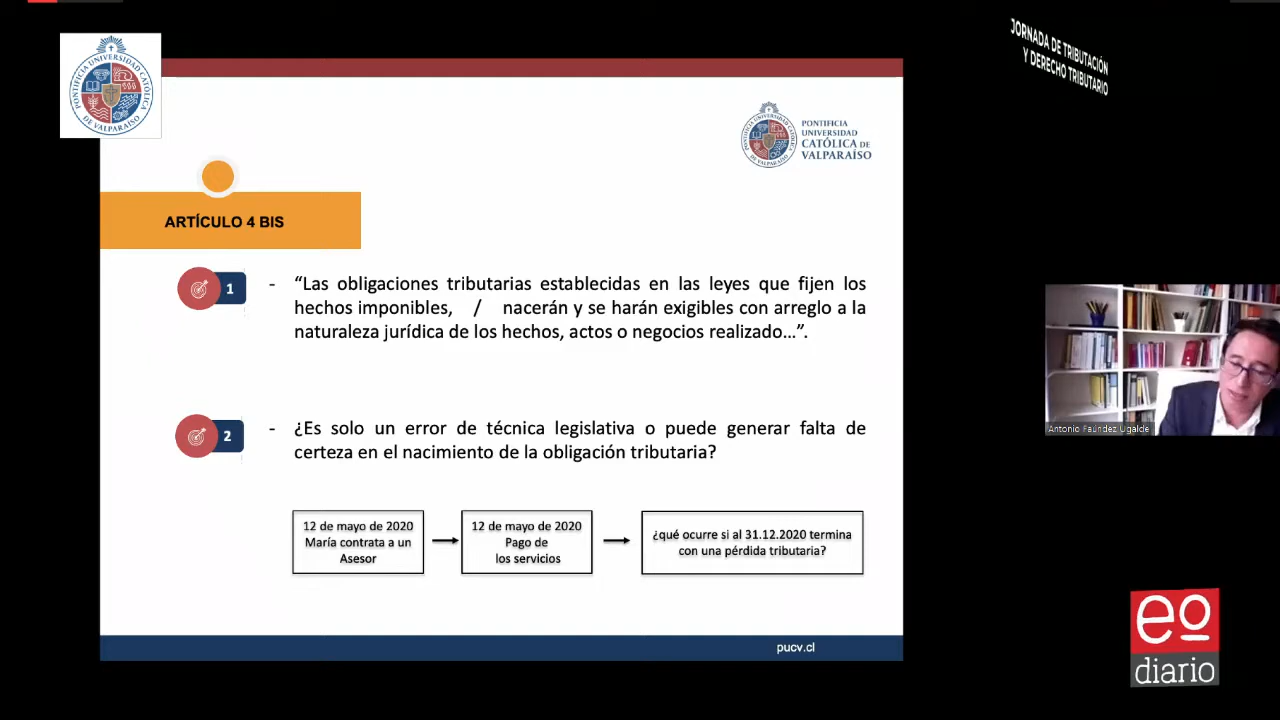 JORNADA DE TRIBUTACIÓN
Y DERECHO TRIBUTARIO
PONTIFICIA UNIVERSIDAD CATÓLICA
DE VALPARAÍSO
PONTIFICIA
UNIVERSIDAD
CATÓLICA DE
VALPARAÍSO
ARTÍCULO 4 BIS
1
- “Las obligaciones tributarias establecidas en las leyes que fijen los
hechos imponibles, / nacerán y se harán exigibles con arreglo a la
naturaleza jurídica de los hechos, actos o negocios realizado...”.
2
- ¿Es solo un error de técnica legislativa o puede generar falta de
certeza en el nacimiento de la obligación tributaria?
12 de mayo de 2020
María contrata a un
Asesor
12 de mayo de 2020
Pago de
los servicios
¿qué ocurre si al 31.12.2020 termina
con una pérdida tributaria?
pucv.cl
Antonio Faúndez Ugalde
eo
diario